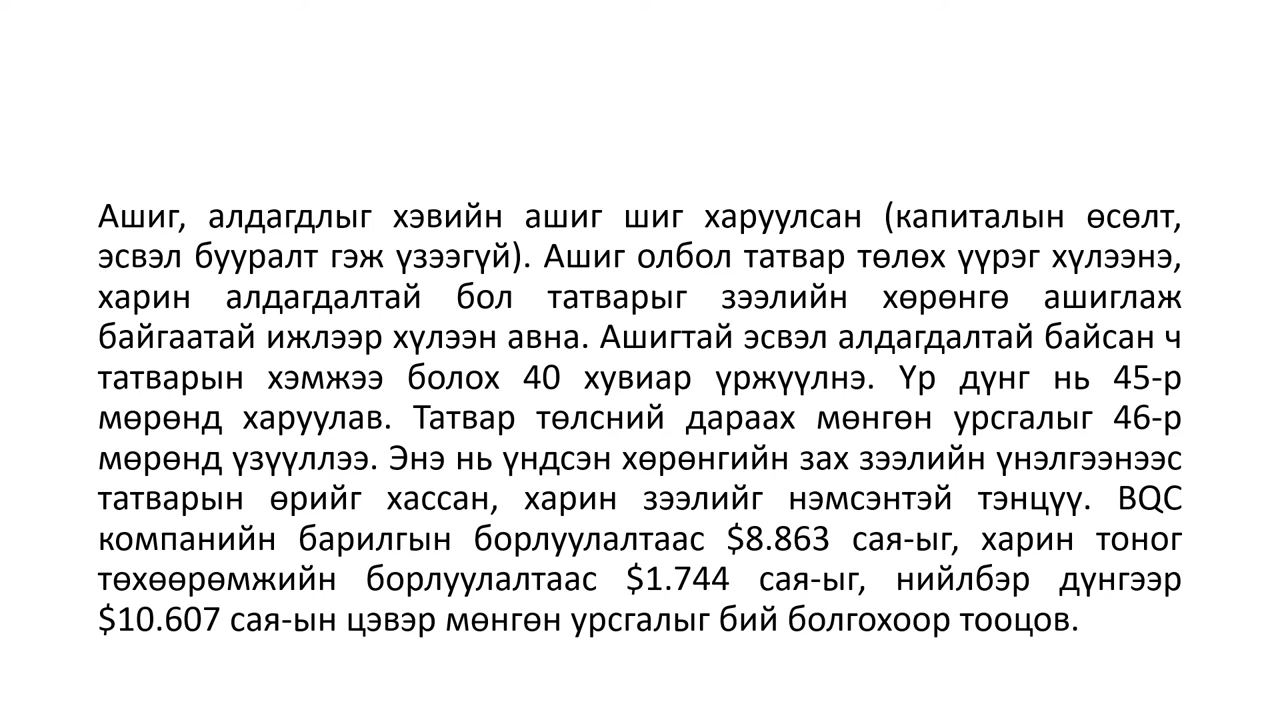 Ашиг, алдагдлыг хэвийн ашиг шиг харуулсан (капиталын өсөлт,
эсвэл бууралт гэж үзээгүй). Ашиг олбол татвар төлөх үүрэг хүлээнэ,
харин алдагдалтай бол татварыг зээлийн хөрөнгө ашиглаж
байгаатай ижлээр хүлээн авна. Ашигтай эсвэл алдагдалтай байсан ч
татварын хэмжээ болох 40 хувиар үржүүлнэ. Үр дүнг нь 45-р
мөрөнд харуулав. Татвар төлсний дараах мөнгөн урсгалыг 46-р
мөрөнд үзүүллээ. Энэ нь үндсэн хөрөнгийн зах зээлийн үнэлгээнээс
татварын өрийг хассан, харин зээлийг нэмсэнтэй тэнцүү. BQC
компанийн барилгын борлуулалтаас $8.863 сая-ыг, харин тоног
төхөөрөмжийн борлуулалтаас $1.744 сая-ыг, нийлбэр дүнгээр
$10.607 сая-ын цэвэр мөнгөн урсгалыг бий болгохоор тооцов.